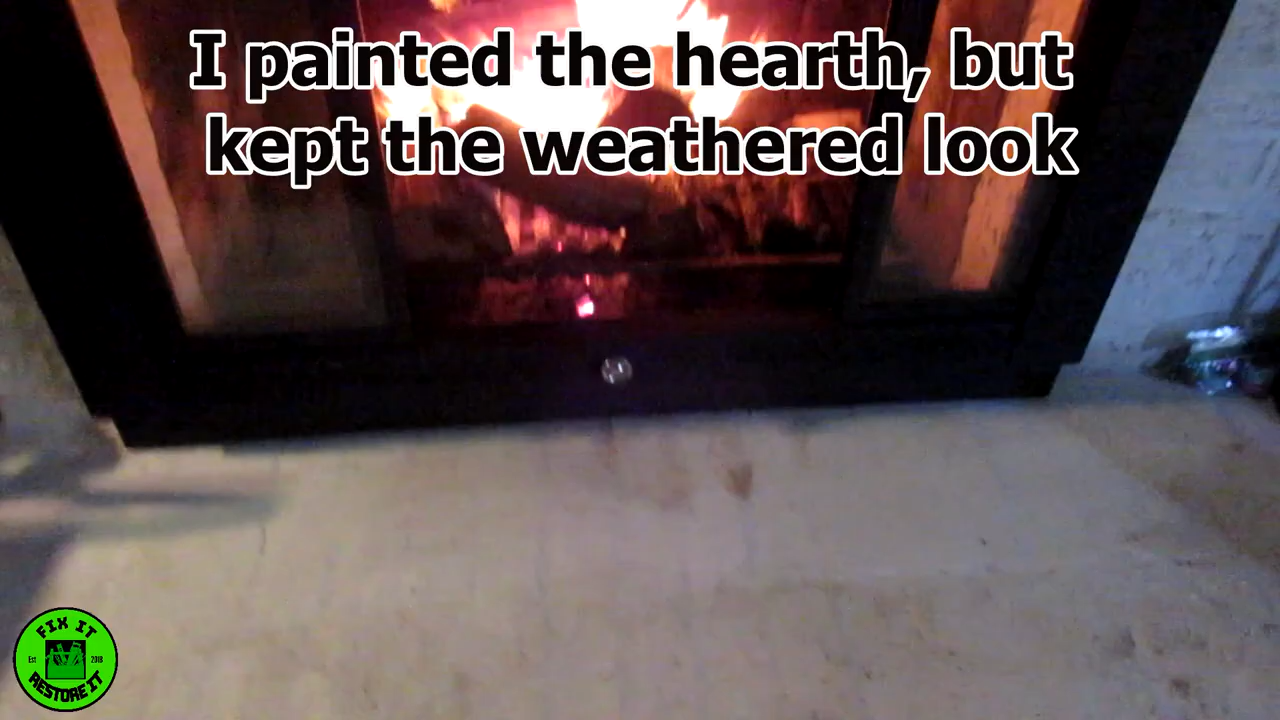 I painted the hearth, but
kept the weathered look
FIX IT
Est 2018
RESTORE IT